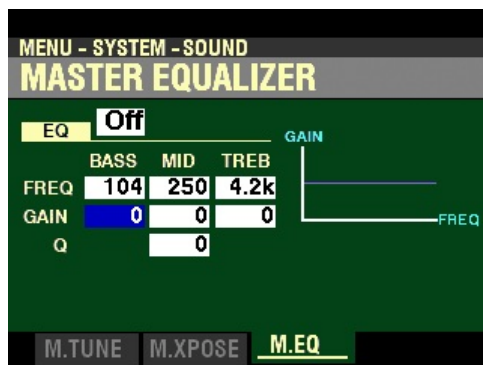 MENU - SYSTEM - SOUND
MASTER EQUALIZER
EQ Off
GAIN
BASS MID TREB
FREQ 104 250 4.2k
GAIN 0 0 0
FREQ
Q 0
M.TUNE M.XPOSE M.EQ